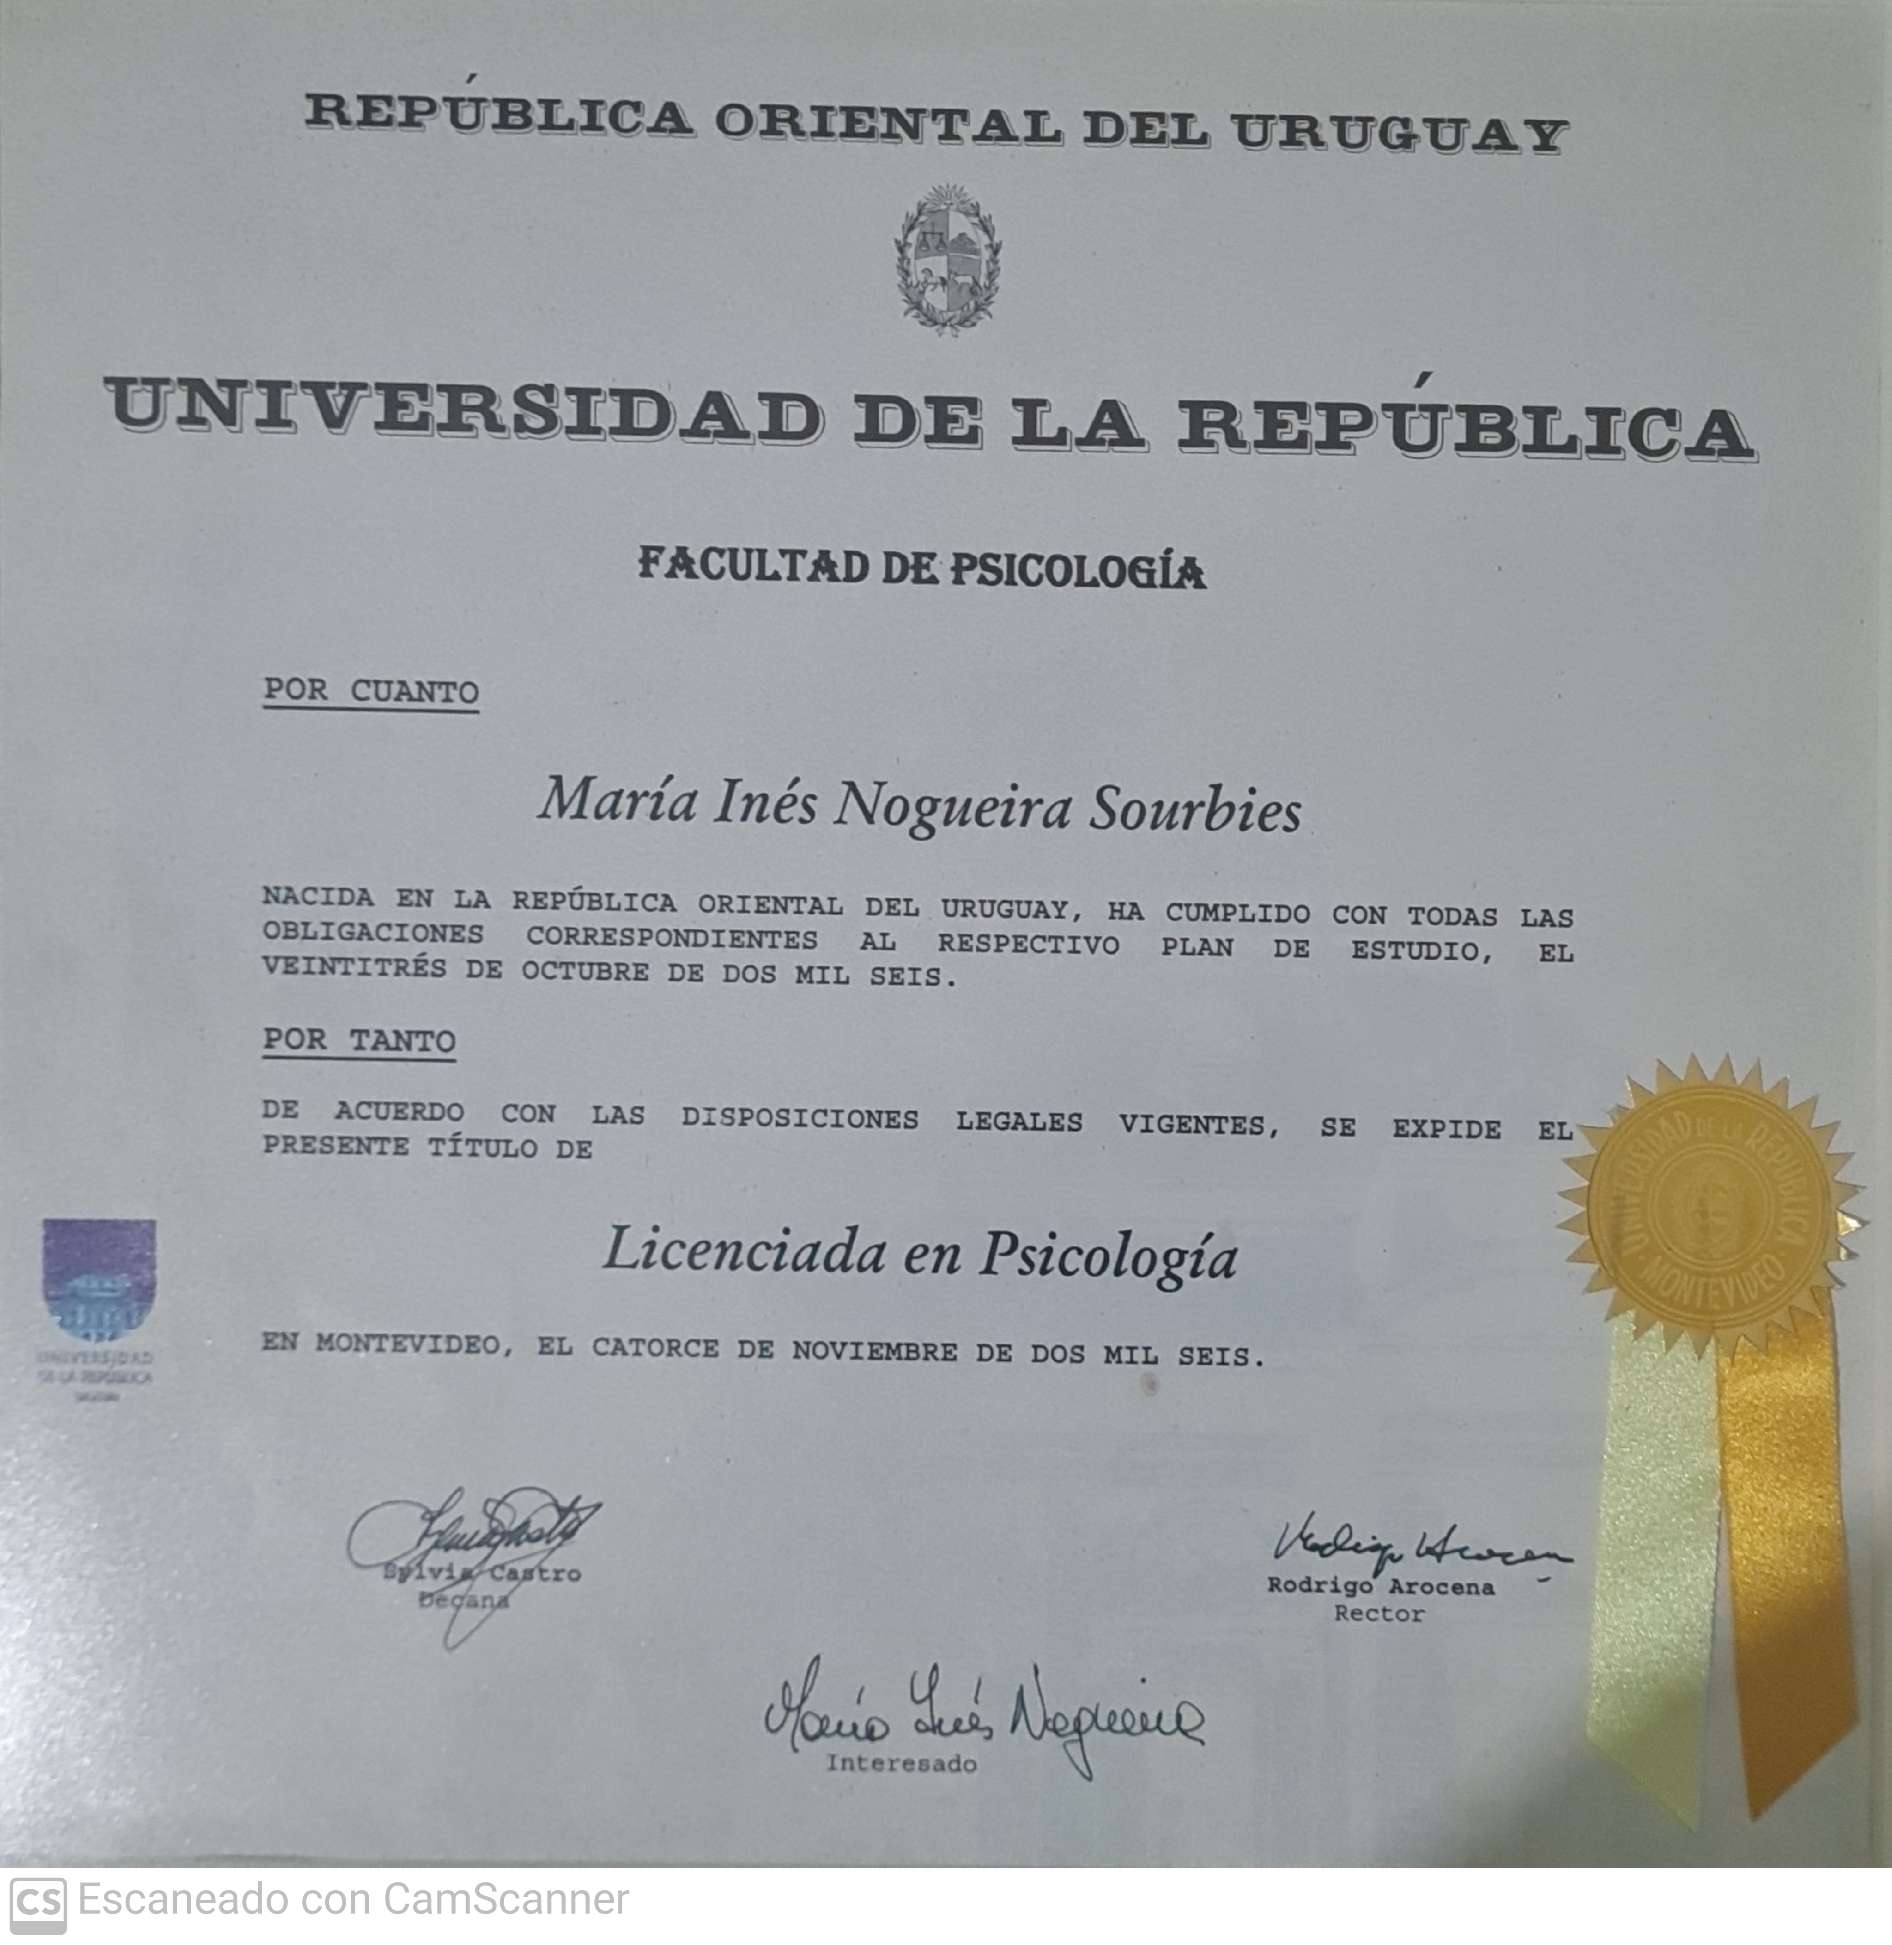 REPÚBLICA ORIENTAL DEL URUGUAY
UNIVERSIDAD DE LA REPÚBLICA
FACULTAD DE PSICOLOGÍA
POR CUANTO
María Inés Nogueira Sourbies
NACIDA EN LA REPÚBLICA ORIENTAL DEL URUGUAY, HA CUMPLIDO CON TODAS LAS
OBLIGACIONES CORRESPONDIENTES AL RESPECTIVO PLAN DE ESTUDIO, EL
VEINTITRÉS DE OCTUBRE DE DOS MIL SEIS.
POR TANTO
DE ACUERDO CON LAS DISPOSICIONES LEGALES VIGENTES, SE EXPIDE EL
PRESENTE TÍTULO DE
UNIVERSIDAD DE LA REPUBLICA
MONTEVIDEO
Licenciada en Psicología
EN MONTEVIDEO, EL CATORCE DE NOVIEMBRE DE DOS MIL SEIS.
UNIVERSIDAD
DE LA REPÚBLICA
Sylvia Castro
Decana
Rodrigo Arocena
Rodrigo Arocena
Rector
María Inés Nogueira
Interesado
CS Escaneado con CamScanner